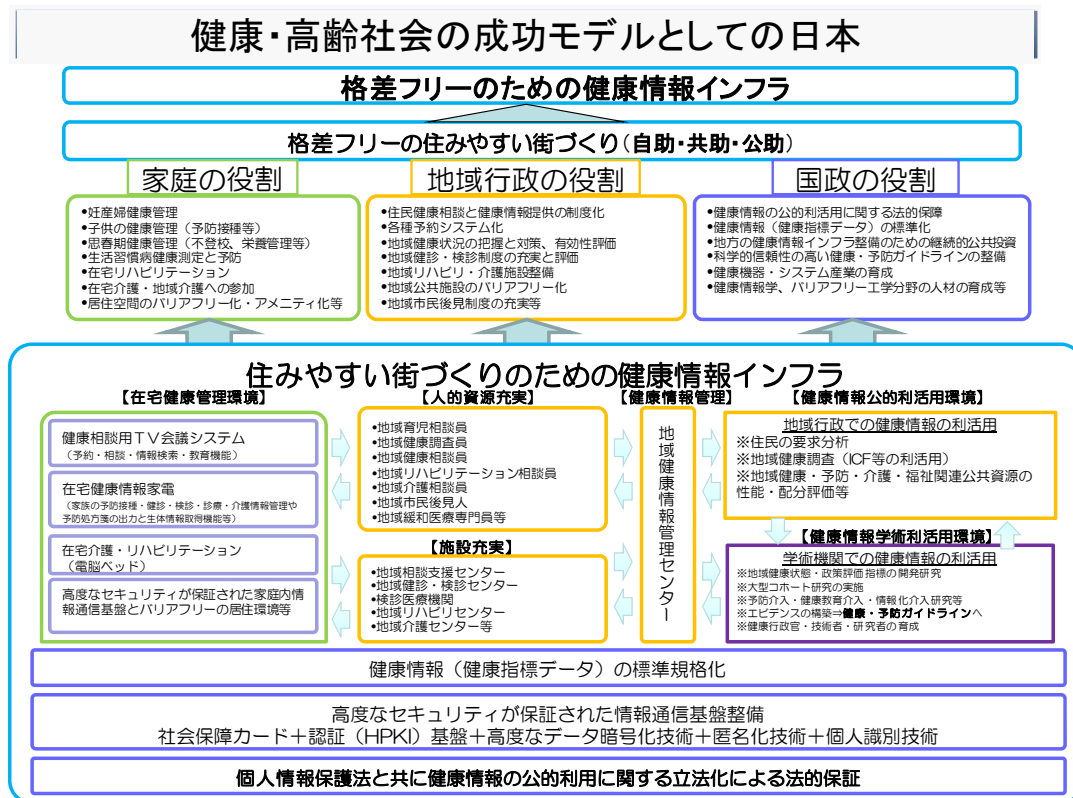 健康・高齢社会の成功モデルとしての日本
格差フリーのための健康情報インフラ
格差フリーの住みやすい街づくり（自助・共助・公助）
家庭の役割
●妊産婦健康管理
●子供の健康管理（予防接種等）
●思春期健康管理（不登校、栄養管理等）
●生活習慣病健康測定と予防
●在宅リハビリテーション
●在宅介護・地域介護への参加
●居住空間のバリアフリー化・アメニティ化等
地域行政の役割
●住民健康相談と健康情報提供の制度化
●各種予約システム化
●地域健康状況の把握と対策、有効性評価
●地域健診・検診制度の充実と評価
●地域リハビリ・介護施設整備
●地域公共施設のバリアフリー化
●地域市民後見制度の充実等
国政の役割
●健康情報の公的利活用に関する法的保障
●健康情報（健康指標データ）の標準化
●地方の健康情報インフラ整備のための継続的公共投資
●科学的信頼性の高い健康・予防ガイドラインの整備
●健康機器・システム産業の育成
●健康情報学、バリアフリー工学分野の人材の育成等
住みやすい街づくりのための健康情報インフラ
【在宅健康管理環境】
健康相談用ＴＶ会議システム
（予約・相談・情報検索・教育機能）
在宅健康情報家電
（家族の予防接種・健診・検診・診療・介護情報管理や
予防処方箋の出力と生体情報取得機能等）
在宅介護・リハビリテーション
（電脳ベッド）
高度なセキュリティが保証された家庭内情
報通信基盤とバリアフリーの居住環境等
【人的資源充実】
●地域育児相談員
●地域健康調査員
●地域健康相談員
●地域リハビリテーション相談員
●地域介護相談員
●地域市民後見人
●地域緩和医療専門員等
【施設充実】
●地域相談支援センター
●地域健診・検診センター
●検診医療機関
●地域リハビリセンター
●地域介護センター等
【健康情報管理】
地域健康情報管理センター
【健康情報公的利活用環境】
地域行政での健康情報の利活用
※住民の要求分析
※地域健康調査（ICF等の利活用）
※地域健康・予防・介護・福祉関連公共資源の
性能・配分評価等
【健康情報学術利活用環境】
学術機関での健康情報の利活用
※地域健康状態・政策評価指標の開発研究
※大型コホート研究の実施
※予防介入・健康教育介入・情報化介入研究等
※エビデンスの構築⇒健康・予防ガイドラインへ
※健康行政官・技術者・研究者の育成
健康情報（健康指標データ）の標準規格化
高度なセキュリティが保証された情報通信基盤整備
社会保障カード＋認証（HPKI）基盤＋高度なデータ暗号化技術＋匿名化技術＋個人識別技術
個人情報保護法と共に健康情報の公的利用に関する立法化による法的保証